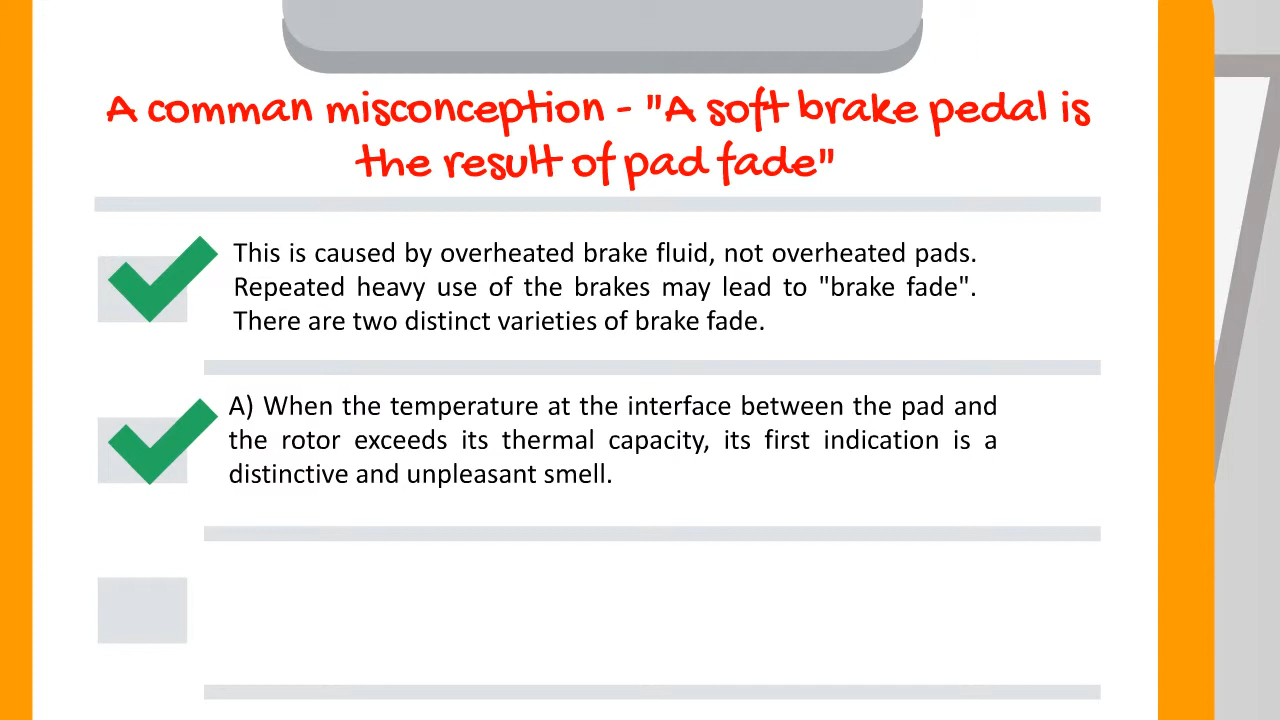 A comman misconception - "A soft brake pedal is
the result of pad fade"
This is caused by overheated brake fluid, not overheated pads.
Repeated heavy use of the brakes may lead to "brake fade".
There are two distinct varieties of brake fade.
A) When the temperature at the interface between the pad and
the rotor exceeds its thermal capacity, its first indication is a
distinctive and unpleasant smell.